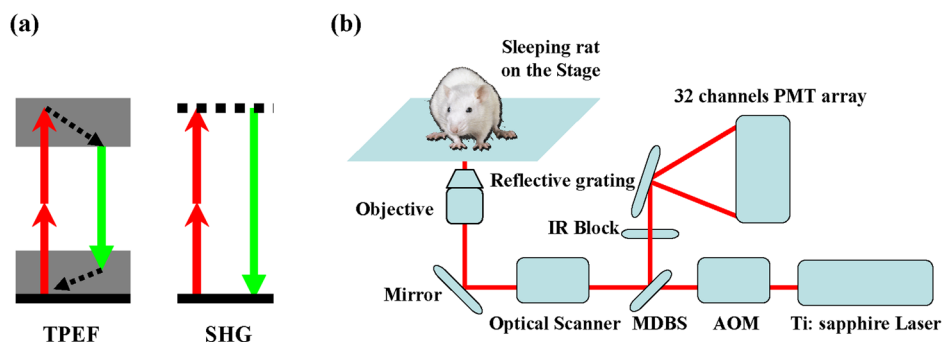 (a)
TPEF
SHG
(b)
Sleeping rat
on the Stage
32 channels PMT array
Reflective grating
Objective
IR Block
Mirror
Optical Scanner
MDBS
AOM
Ti: sapphire Laser